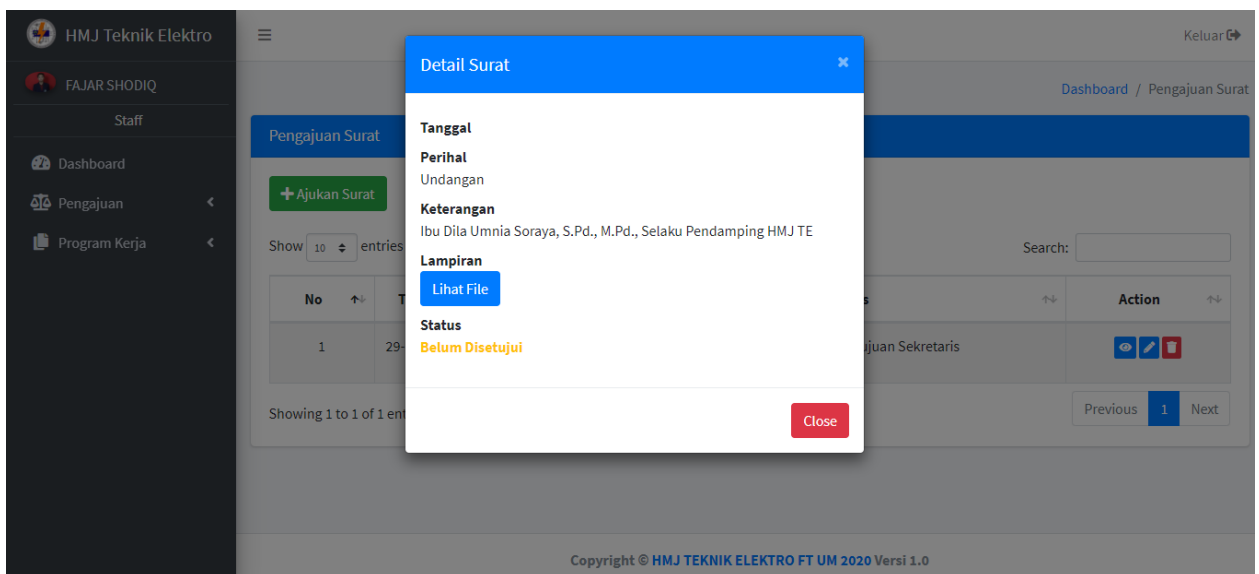 HMJ Teknik Elektro
Keluar
FAJAR SHODIQ
Staff
Dashboard
Pengajuan
Program Kerja
Dashboard / Pengajuan Surat
Pengajuan Surat
Ajukan Surat
Show 10 entries
Search:
No
Action
1
29-
Sekretaris
Showing 1 to 1 of 1
Previous 1 Next
Detail Surat
Tanggal
Perihal
Undangan
Keterangan
Ibu Dila Umnia Soraya, S.Pd., M.Pd., Selaku Pendamping HMJ TE
Lampiran
Lihat File
Status
Belum Disetujui
Close
Copyright © HMJ TEKNIK ELEKTRO FT UM 2020 Versi 1.0